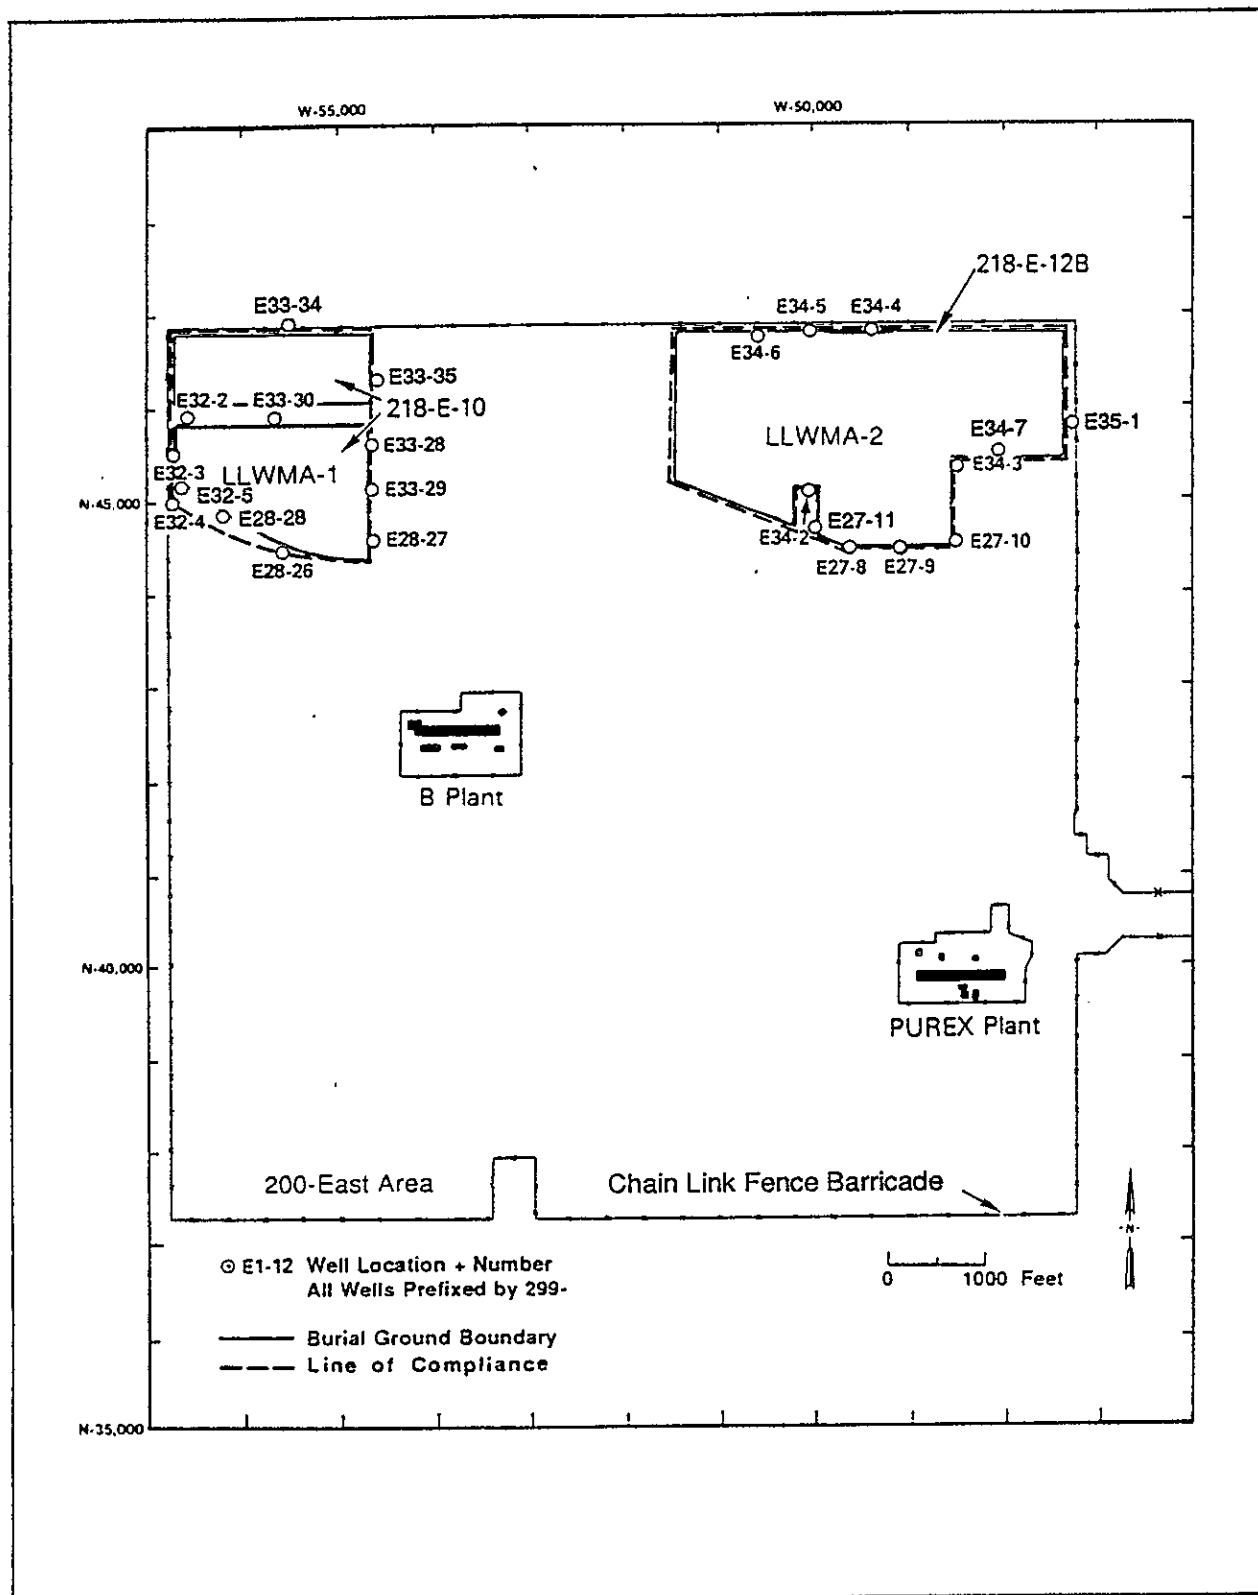 W-55,000
W-50,000
218-E-12B
E33-34
E34-5
E34-4
E34-6
E33-35
E32-2
E33-30
218-E-10
E35-1
E34-7
LLWMA-2
E33-28
E34-3
E32-3
LLWMA-1
E33-29
E32-5
N-45,000
E32-4
E28-28
E27-11
E34-2
E28-27
E27-10
E28-26
E27-8
E27-9
B Plant
N-40,000
PUREX Plant
200-East Area
Chain Link Fence Barricade
-N-
E1-12 Well Location + Number
All Wells Prefixed by 299-
0 1000 Feet
Burial Ground Boundary
Line of Compliance
N-35,000